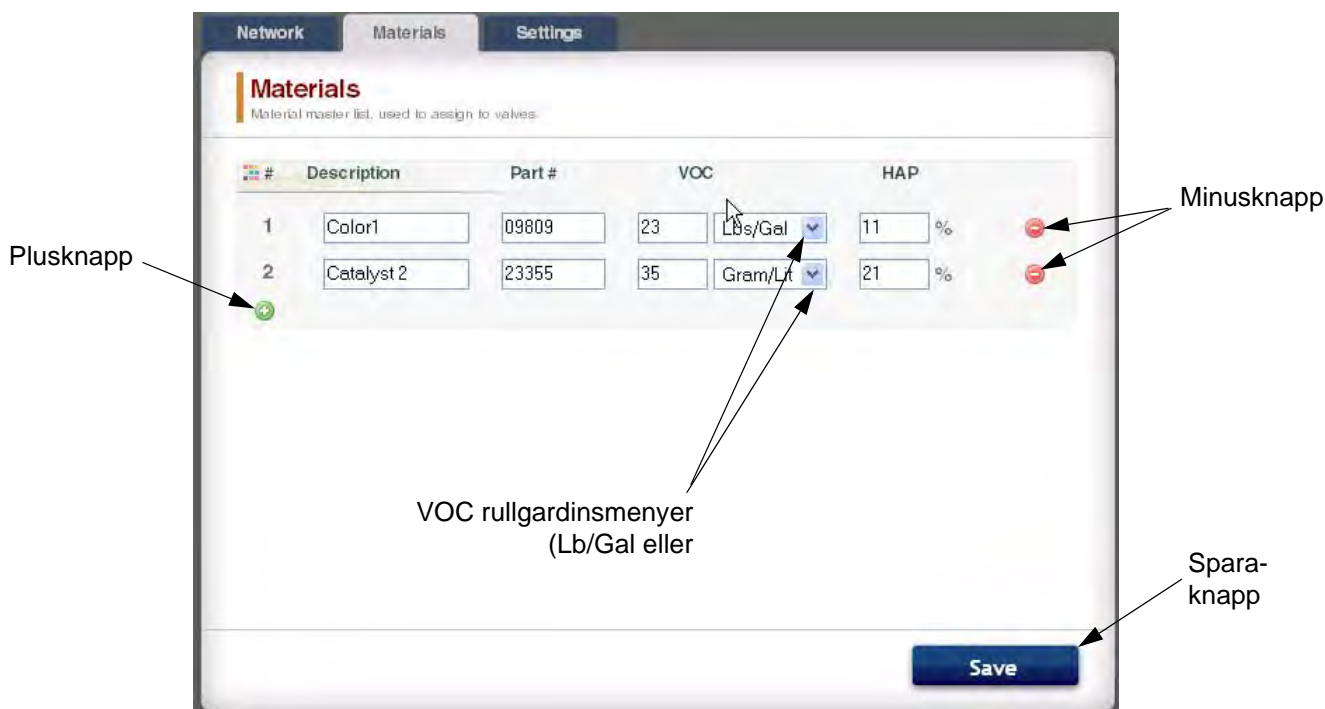 Network Materials Settings
Materials
Material master list, used to assign to valves.
# Description Part # VOC HAP
1 Color1 09809 23 Lbs/Gal 11 %
Minusknapp
Plusknapp
2 Catalyst 2 23355 35 Gram/Lit 21 %
VOC rullgardinsmenyer
(Lb/Gal eller
Spara-
knapp
Save